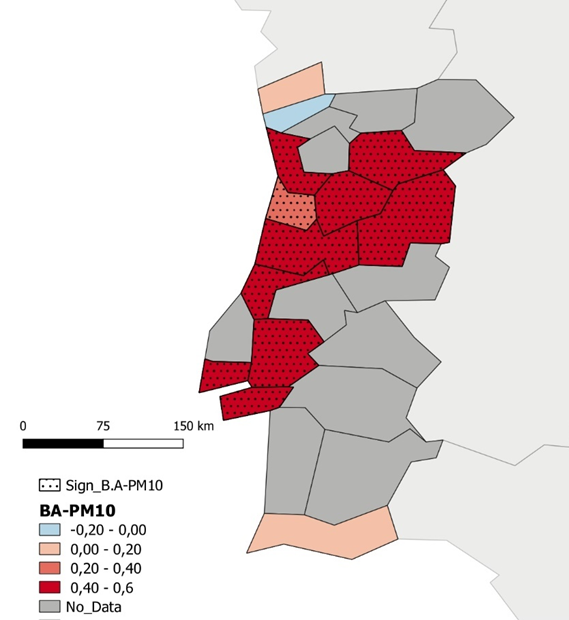 0 75 150 km
Sign_B.A-PM10
BA-PM10
-0,20 - 0,00
0,00 - 0,20
0,20 - 0,40
0,40 - 0,6
No_Data